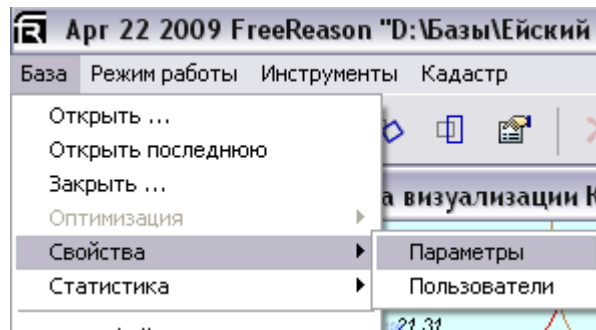 Apr 22 2009 FreeReason "D:\Базы\Ейский
База Режим работы Инструменты Кадастр
Открыть ...
Открыть последнюю
Закрыть ...
а визуализации К
Оптимизация
Свойства
Параметры
Статистика
Пользователи
21.31